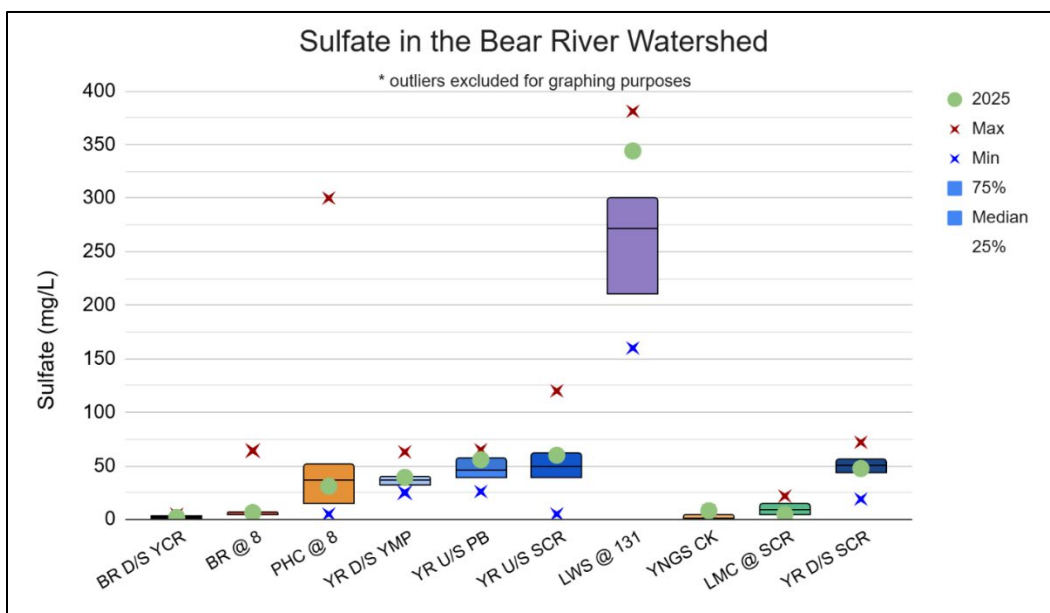 Sulfate in the Bear River Watershed
* outliers excluded for graphing purposes
400
350
300
250
200
150
100
50
0
Sulfate (mg/L)
BR D/S YCR
BR @ 8
PHC @ 8
YR D/S YMP
YR U/S PB
YR U/S SCR
LWS @ 131
YNGS CK
LMC @ SCR
YR D/S SCR
2025
Max
Min
75%
Median
25%